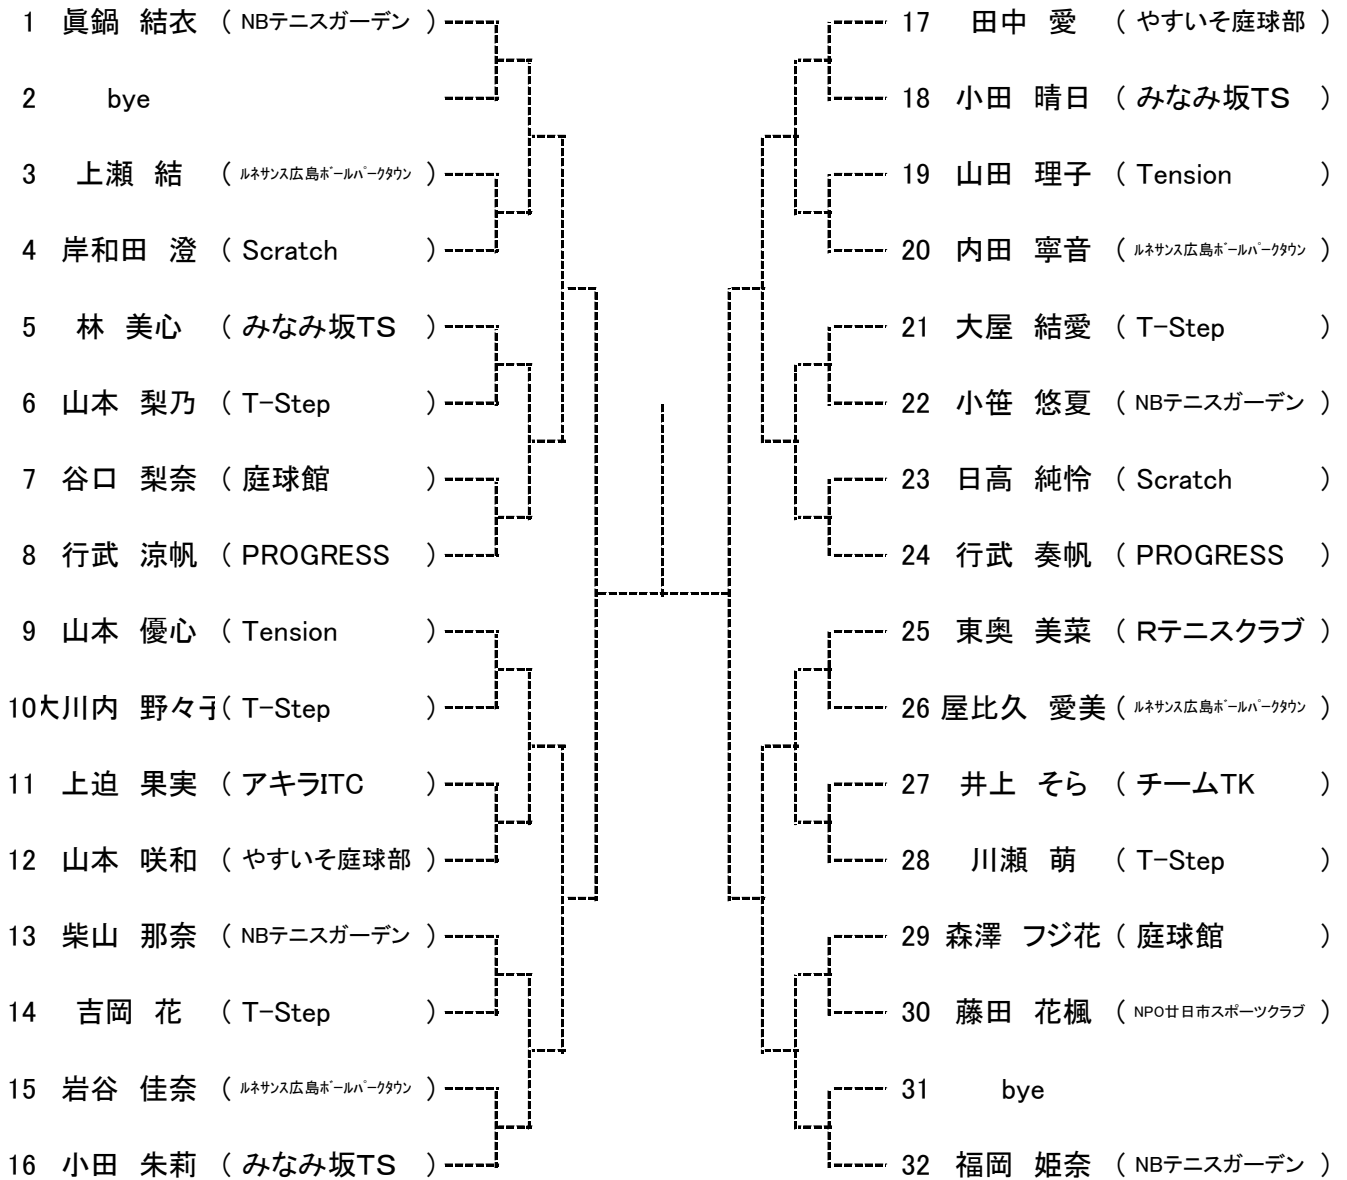 1 眞鍋 結衣 ( NBテニスガーデン )
2 bye
3 上瀬 結 ( ﾙﾈｻﾝｽ広島ﾎﾞｰﾙﾊﾟｰｸﾀｳﾝ )
4 岸和田 澄 ( Scratch )
5 林 美心 ( みなみ坂TS )
6 山本 梨乃 ( T-Step )
7 谷口 梨奈 ( 庭球館 )
8 行武 涼帆 ( PROGRESS )
9 山本 優心 ( Tension )
10 大川内 野々子 ( T-Step )
11 上迫 果実 ( アキラITC )
12 山本 咲和 ( やすいそ庭球部 )
13 柴山 那奈 ( NBテニスガーデン )
14 吉岡 花 ( T-Step )
15 岩谷 佳奈 ( ﾙﾈｻﾝｽ広島ﾎﾞｰﾙﾊﾟｰｸﾀｳﾝ )
16 小田 朱莉 ( みなみ坂TS )
17 田中 愛 ( やすいそ庭球部 )
18 小田 晴日 ( みなみ坂TS )
19 山田 理子 ( Tension )
20 内田 寧音 ( ﾙﾈｻﾝｽ広島ﾎﾞｰﾙﾊﾟｰｸﾀｳﾝ )
21 大屋 結愛 ( T-Step )
22 小笹 悠夏 ( NBテニスガーデン )
23 日高 純怜 ( Scratch )
24 行武 奏帆 ( PROGRESS )
25 東奥 美菜 ( Rテニスクラブ )
26 屋比久 愛美 ( ﾙﾈｻﾝｽ広島ﾎﾞｰﾙﾊﾟｰｸﾀｳﾝ )
27 井上 そら ( チームTK )
28 川瀬 萌 ( T-Step )
29 森澤 フジ花 ( 庭球館 )
30 藤田 花楓 ( NPO廿日市スポーツクラブ )
31 bye
32 福岡 姫奈 ( NBテニスガーデン )